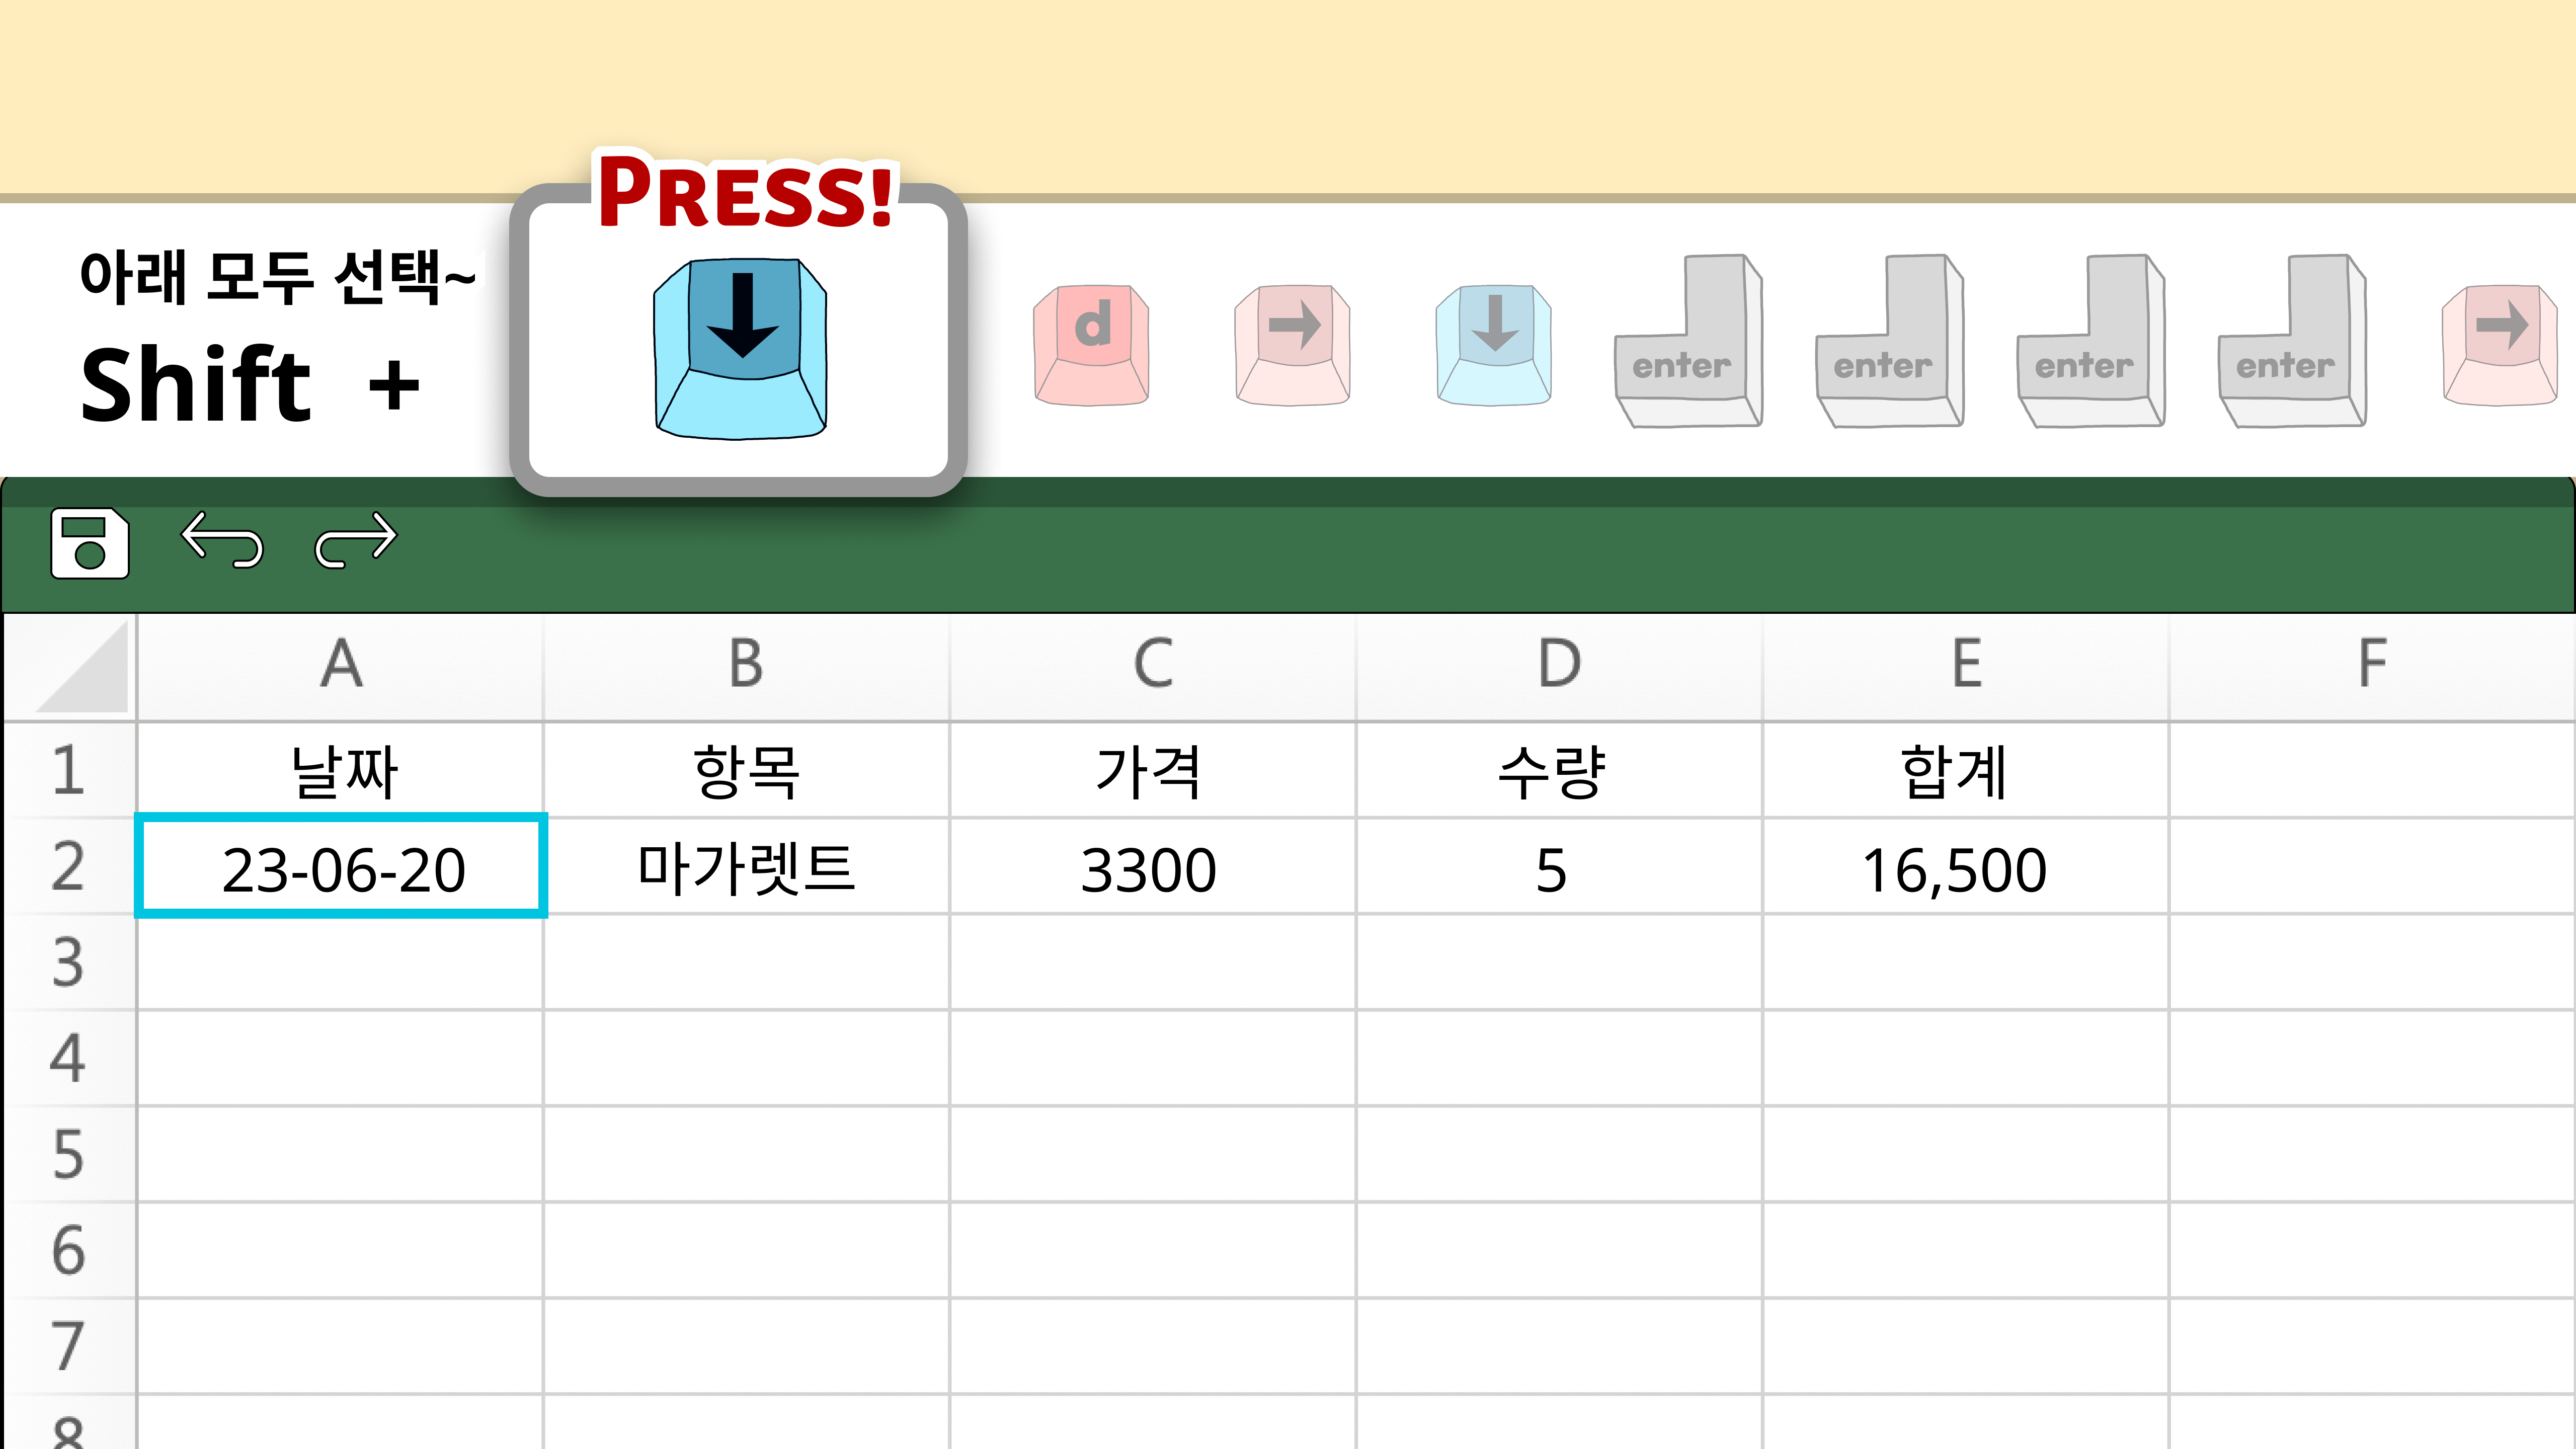 PRESS!
아래 모두 선택~
Shift +
d
enter enter enter enter
A B C D E F
1 날짜 항목 가격 수량 합계
2 23-06-20 마가렛트 3300 5 16,500
3
4
5
6
7
8